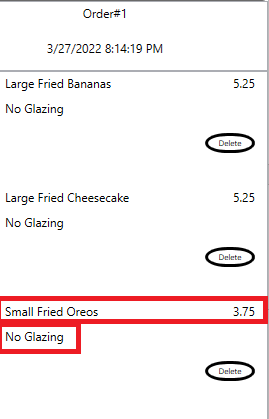 Order#1
3/27/2022 8:14:19 PM
Large Fried Bananas 5.25
No Glazing
Delete
Large Fried Cheesecake 5.25
No Glazing
Delete
Small Fried Oreos 3.75
No Glazing
Delete